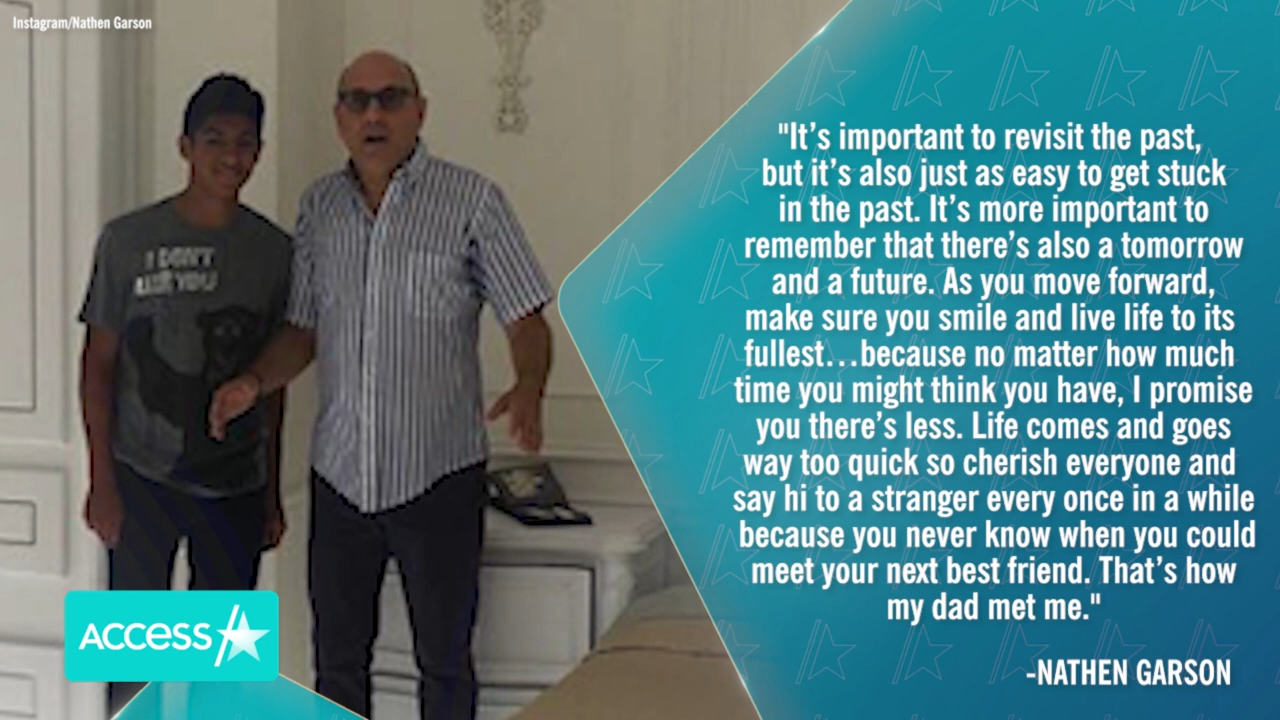 Instagram/Nathen Garson
"It’s important to revisit the past,
but it’s also just as easy to get stuck
in the past. It’s more important to
remember that there’s also a tomorrow
and a future. As you move forward,
make sure you smile and live life to its
fullest…because no matter how much
time you might think you have, I promise
you there’s less. Life comes and goes
way too quick so cherish everyone and
say hi to a stranger every once in a while
because you never know when you could
meet your next best friend. That’s how
my dad met me."
-NATHEN GARSON
I DON'T
YOU
ACCESS